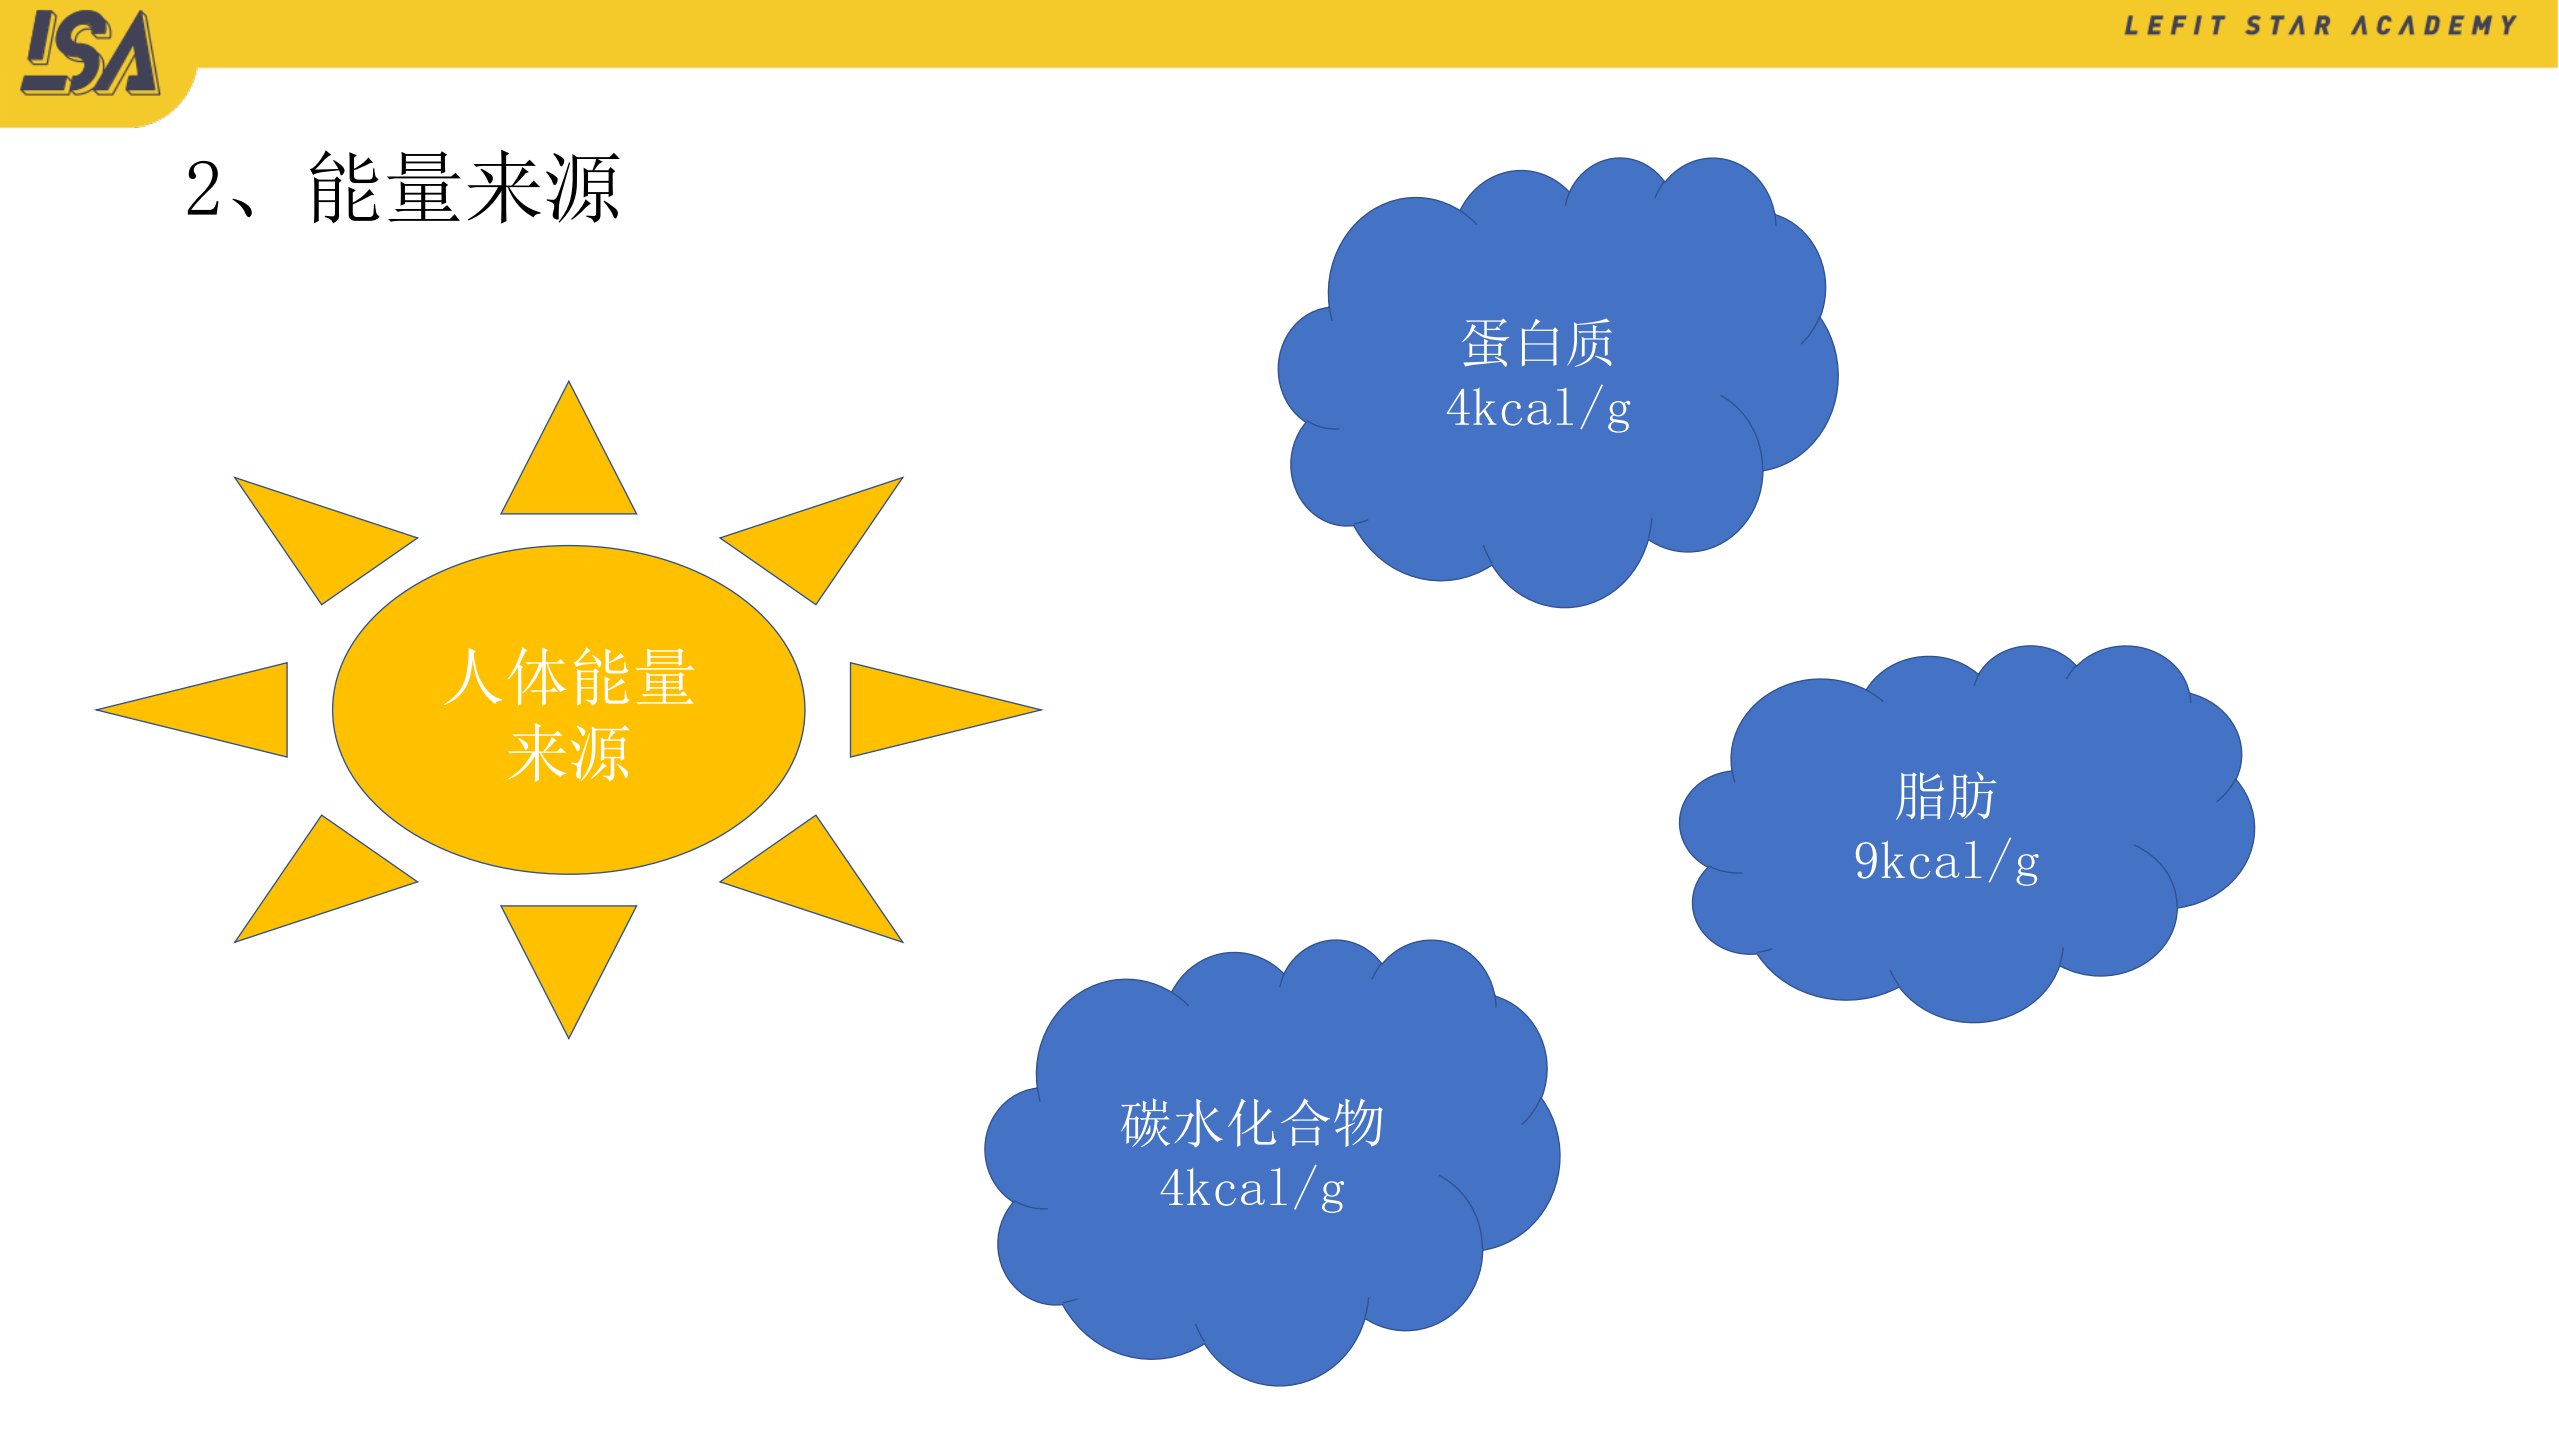 LSA
LEFIT STAR ACADEMY
2、能量来源
蛋白质
4kcal/g
人体能量
来源
脂肪
9kcal/g
碳水化合物
4kcal/g